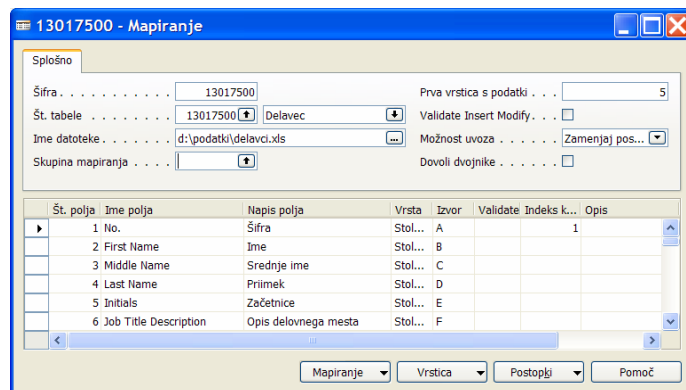 13017500 - Mapiranje
Splošno
Šifra . . . . . . . . . . . 13017500
Prva vrstica s podatki . . . 5
Št. tabele . . . . . . . . 13017500 Delavec
Validate Insert Modify. . .
Ime datoteke . . . . . . . d:\podatki\delavci.xls ...
Možnost uvoza . . . . . . Zamenjaj pos...
Skupina mapiranja . . . .
Dovoli dvojnike . . . . . .
Št. polja Ime polja Napis polja Vrsta Izvor Validate Indeks k... Opis
1 No. Šifra Stol... A 1
2 First Name Ime Stol... B
3 Middle Name Srednje ime Stol... C
4 Last Name Priimek Stol... D
5 Initials Začetnice Stol... E
6 Job Title Description Opis delovnega mesta Stol... F
Mapiranje Vrstica Postopki Pomoč